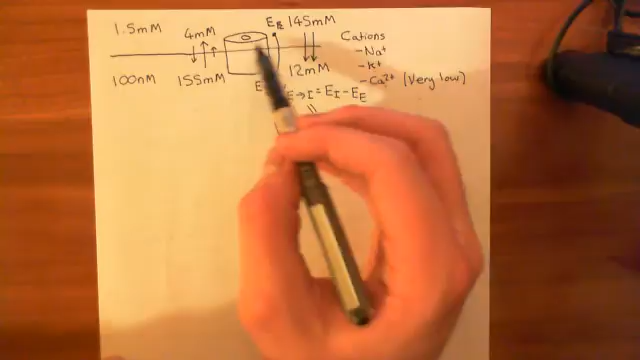 1.5mM 4mM E_E 145mM
Cations
- Na⁺
100nM 155mM 12mM - K⁺
- Ca²⁺ (Very low)
I = E_I - E_E